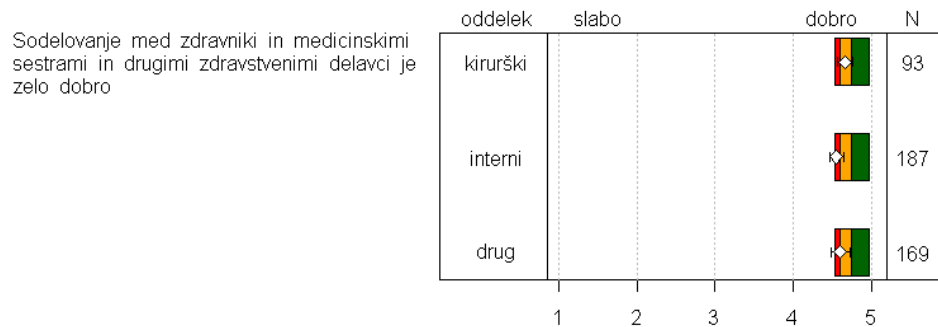 oddelek slabo dobro N
Sodelovanje med zdravniki in medicinskimi
sestrami in drugimi zdravstvenimi delavci je
zelo dobro
kirurški 93
interni 187
drug 169
1 2 3 4 5